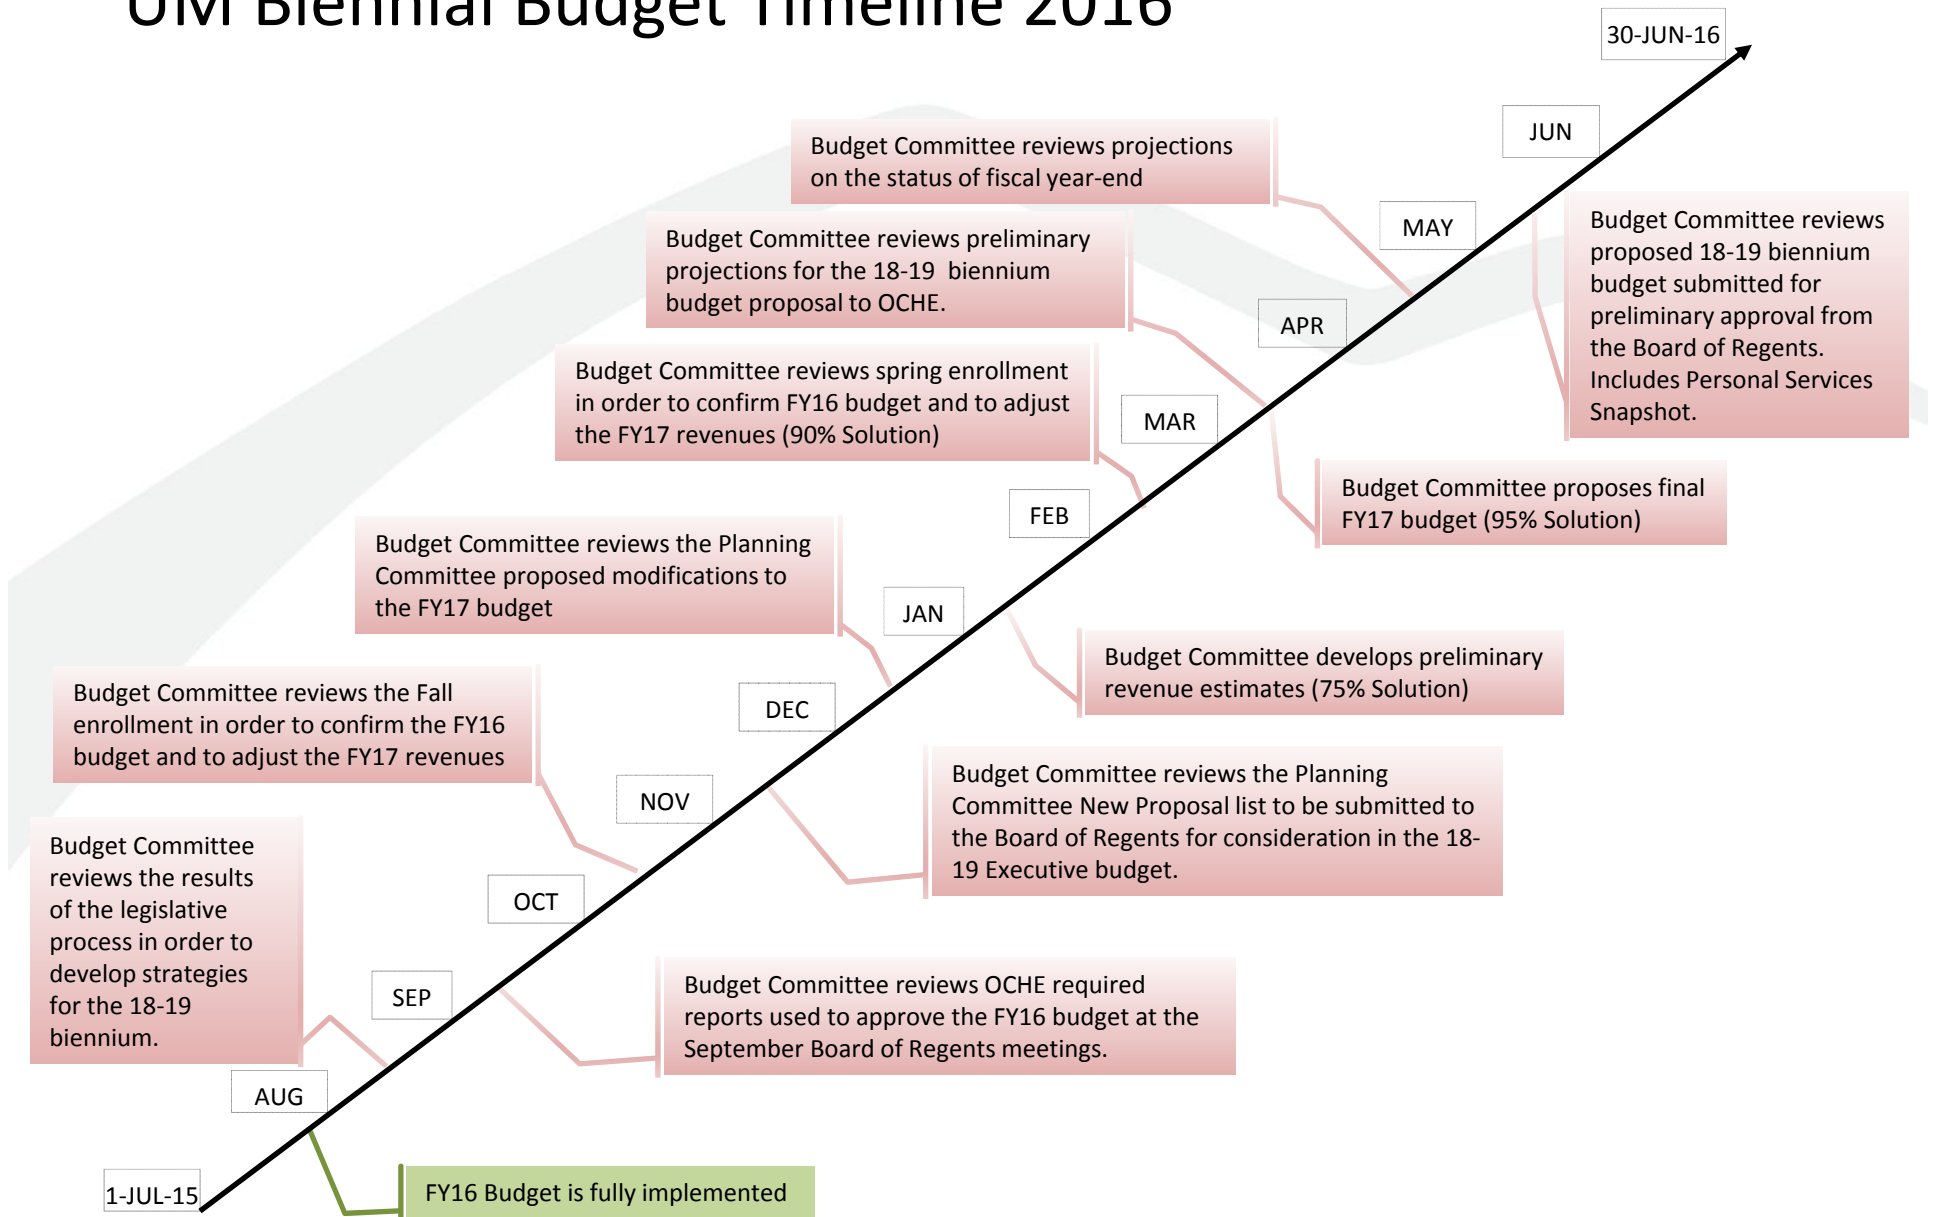 UM Biennial Budget Timeline 2016
30-JUN-16
JUN
Budget Committee reviews projections
on the status of fiscal year-end
MAY
Budget Committee reviews
proposed 18-19 biennium
budget submitted for
preliminary approval from
the Board of Regents.
Includes Personal Services
Snapshot.
Budget Committee reviews preliminary
projections for the 18-19 biennium
budget proposal to OCHE.
APR
Budget Committee reviews spring enrollment
in order to confirm FY16 budget and to adjust
the FY17 revenues (90% Solution)
MAR
Budget Committee proposes final
FY17 budget (95% Solution)
FEB
Budget Committee reviews the Planning
Committee proposed modifications to
the FY17 budget
JAN
Budget Committee develops preliminary
revenue estimates (75% Solution)
Budget Committee reviews the Fall
enrollment in order to confirm the FY16
budget and to adjust the FY17 revenues
DEC
Budget Committee reviews the Planning
Committee New Proposal list to be submitted to
the Board of Regents for consideration in the 18-
19 Executive budget.
NOV
Budget Committee
reviews the results
of the legislative
process in order to
develop strategies
for the 18-19
biennium.
OCT
SEP
Budget Committee reviews OCHE required
reports used to approve the FY16 budget at the
September Board of Regents meetings.
AUG
1-JUL-15
FY16 Budget is fully implemented